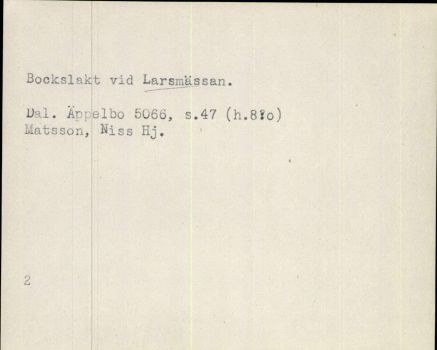 Bockslakt vid Larsmässan.
Dal. Äppelbo 5066, s.47 (h.8:o)
Matsson, Niss Hj.
2